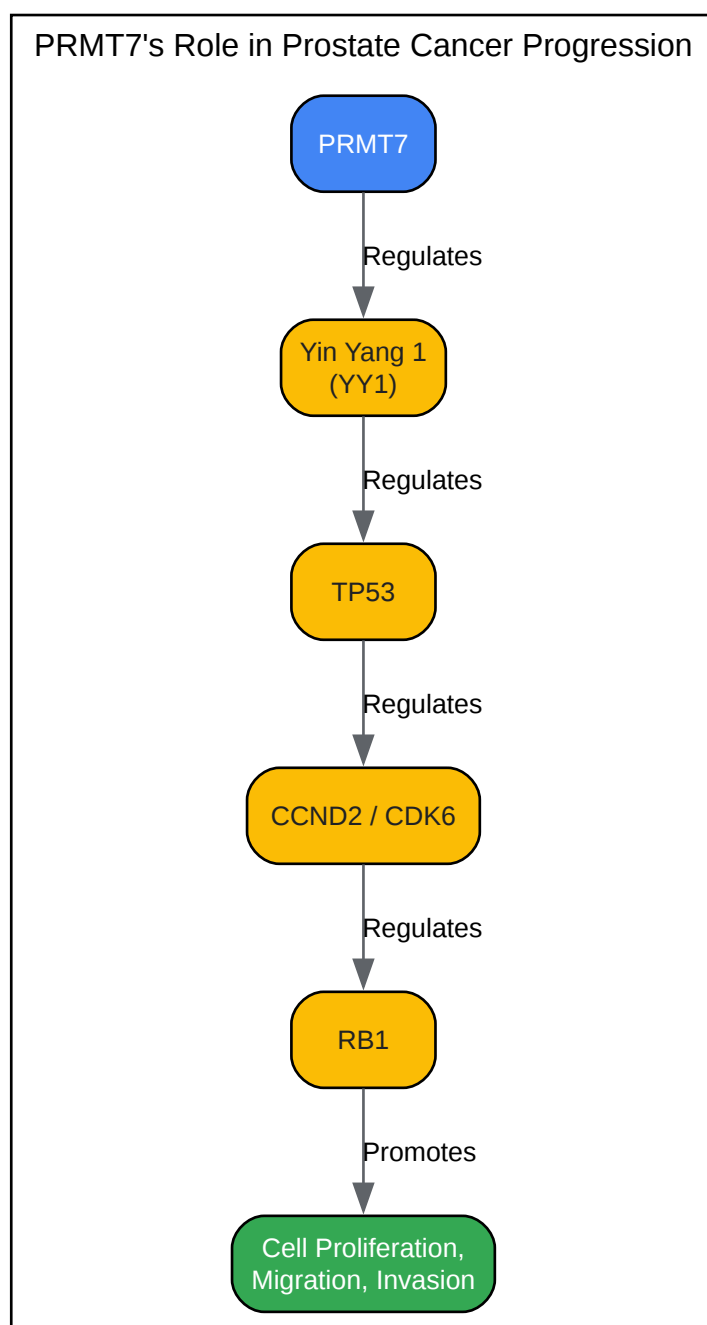 PRMT7's Role in Prostate Cancer Progression
PRMT7
Regulates
Yin Yang 1
(YY1)
Regulates
TP53
Regulates
CCND2 / CDK6
Regulates
RB1
Promotes
Cell Proliferation,
Migration, Invasion